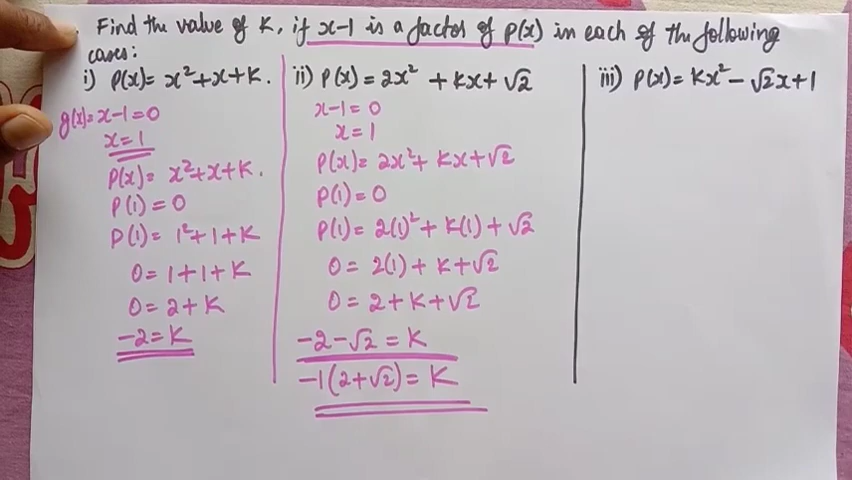 Find the value of K, if x-1 is a factor of P(x) in each of the following
cases:
i) P(x)= x²+x+K.
g(x)= x-1=0
x=1
P(x)= x²+x+K.
P(1)=0
P(1)= 1²+1+K
0=1+1+K
0=2+K
-2=K
ii) P(x)=2x² +Kx+√2
x-1=0
x=1
P(x)=2x²+Kx+√2
P(1)=0
P(1)=2(1)²+K(1)+√2
0=2(1)+K+√2
0=2+K+√2
-2-√2=K
-1(2+√2)=K
iii) P(x)=Kx²-√2x+1